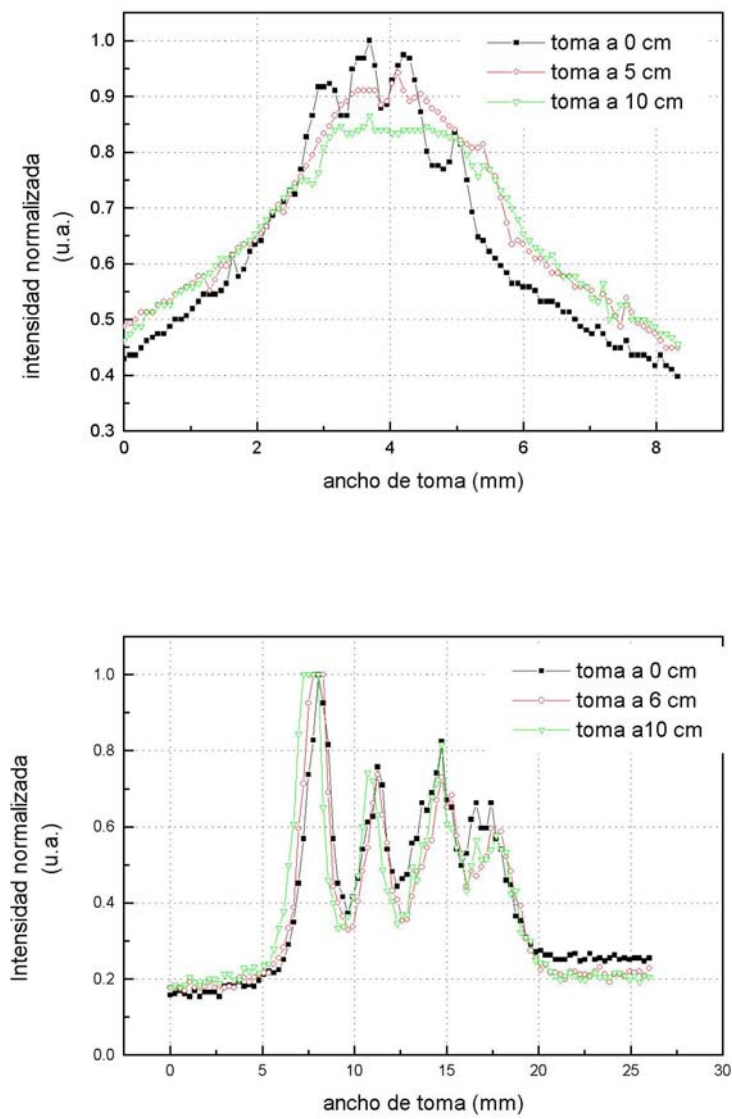 1.0
0.9
0.8
0.7
0.6
0.5
0.4
0.3
0
2
4
6
8
intensidad normalizada
(u.a.)
ancho de toma (mm)
toma a 0 cm
toma a 5 cm
toma a 10 cm
1.0
0.8
0.6
0.4
0.2
0.0
0
5
10
15
20
25
30
Intensidad normalizada
(u.a.)
ancho de toma (mm)
toma a 0 cm
toma a 6 cm
toma a10 cm